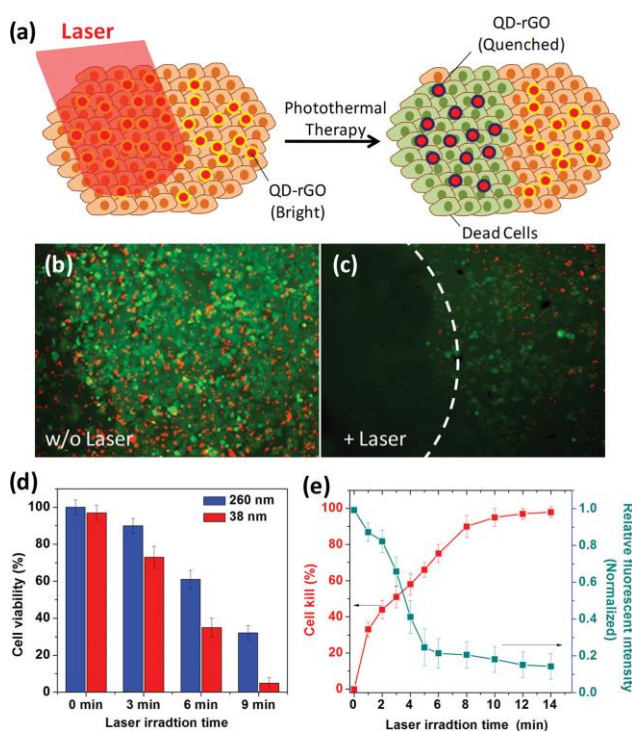 (a)
Laser
QD-rGO
(Bright)
Photothermal
Therapy
QD-rGO
(Quenched)
Dead Cells
(b)
w/o Laser
(c)
+ Laser
(d)
260 nm
38 nm
Cell viability (%)
100
80
60
40
20
0
0 min
3 min
6 min
9 min
Laser irradtion time
(e)
Cell kill (%)
100
80
60
40
20
0
0
2
4
6
8
10
12
14
Laser irradtion time (min)
1.0
0.8
0.6
0.4
0.2
0.0
Relative fluorescent intensity
(Normalized)